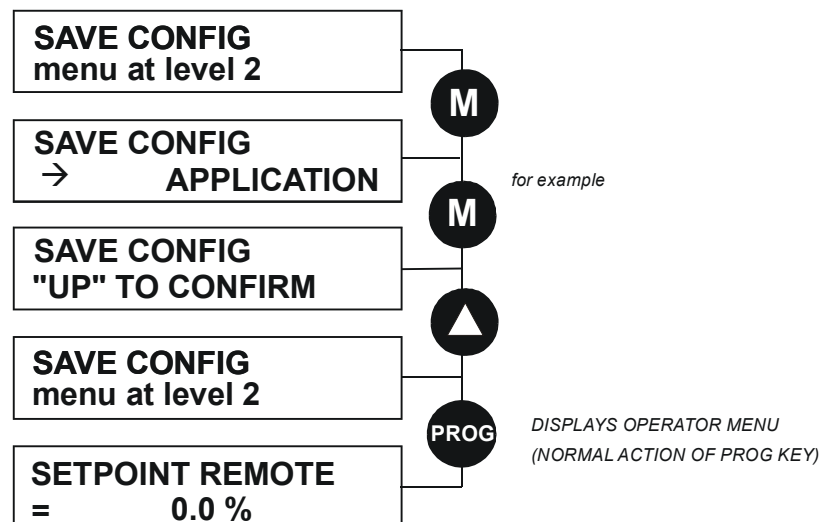 SAVE CONFIG
menu at level 2
M
SAVE CONFIG
→ APPLICATION
for example
M
SAVE CONFIG
"UP" TO CONFIRM
SAVE CONFIG
menu at level 2
PROG
DISPLAYS OPERATOR MENU
(NORMAL ACTION OF PROG KEY)
SETPOINT REMOTE
= 0.0 %